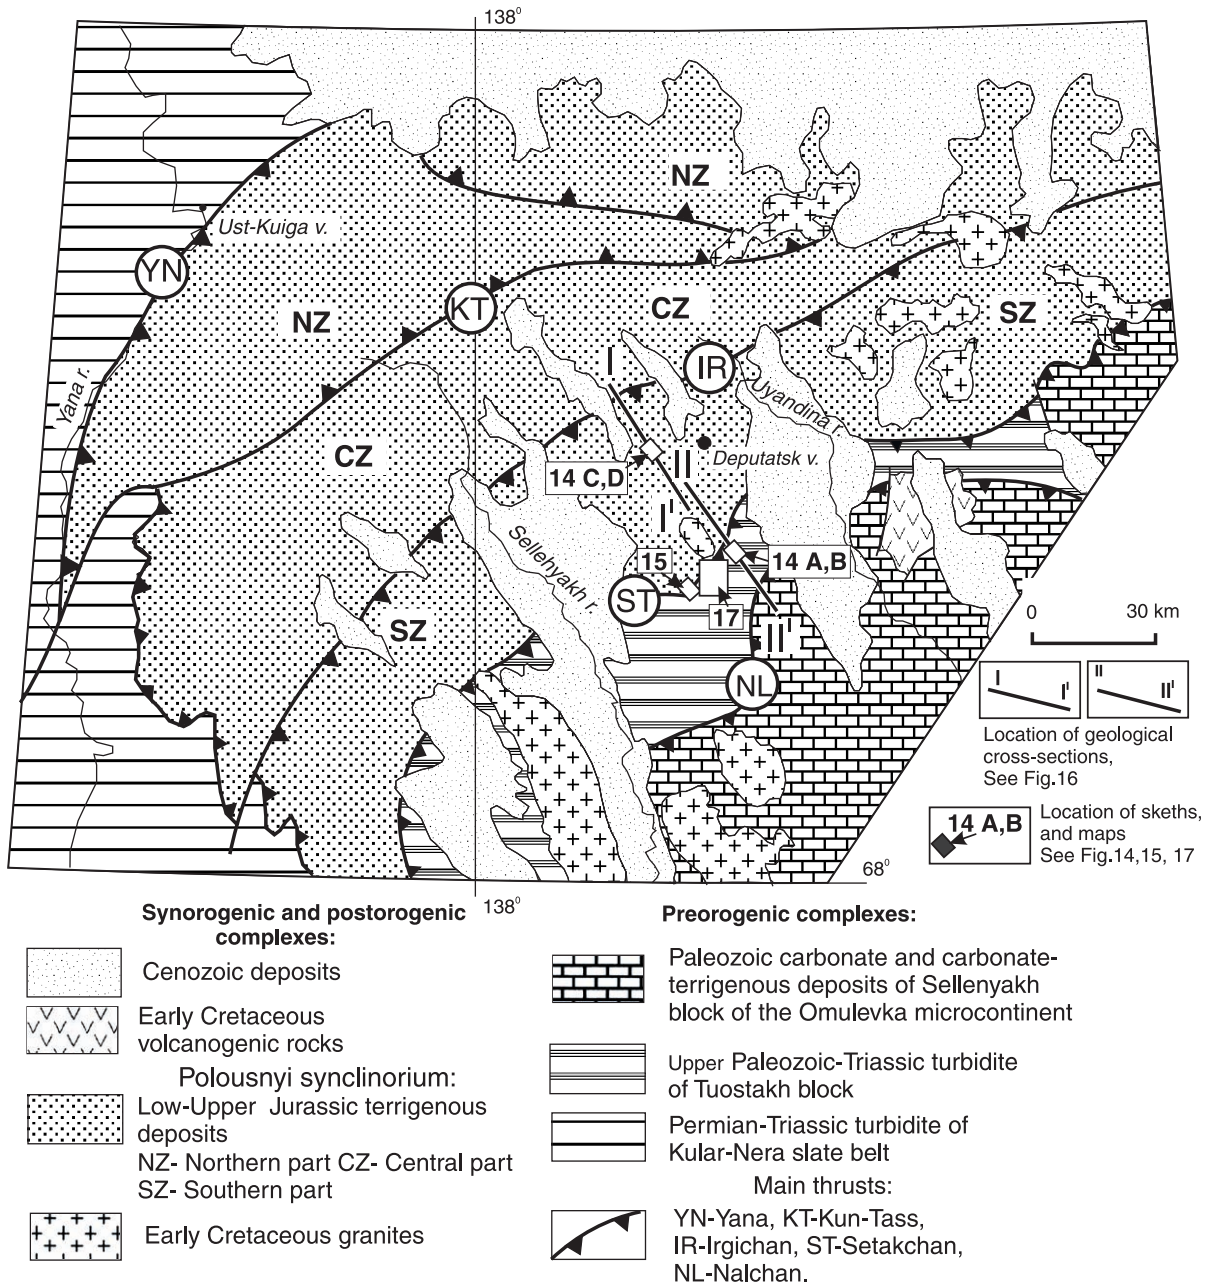 138⁰
NZ
Ust-Kuiga v.
YN
KT
NZ
CZ
SZ
I
IR
Yana r.
Uyandina r.
CZ
14 C,D
II
Deputatsk v.
I'
Sellehyakh r.
15
14 A,B
ST
17
SZ
II'
NL
0 30 km
I I'
II II'
Location of geological
cross-sections,
See Fig.16
14 A,B
Location of skeths,
and maps
See Fig.14,15, 17
68⁰
138⁰
Synorogenic and postorogenic
complexes:
Cenozoic deposits
Early Cretaceous
volcanogenic rocks
Polousnyi synclinorium:
Low-Upper Jurassic terrigenous
deposits
NZ- Northern part CZ- Central part
SZ- Southern part
Early Cretaceous granites
Preorogenic complexes:
Paleozoic carbonate and carbonate-
terrigenous deposits of Sellenyakh
block of the Omulevka microcontinent
Upper Paleozoic-Triassic turbidite
of Tuostakh block
Permian-Triassic turbidite of
Kular-Nera slate belt
Main thrusts:
YN-Yana, KT-Kun-Tass,
IR-Irgichan, ST-Setakchan,
NL-Nalchan.